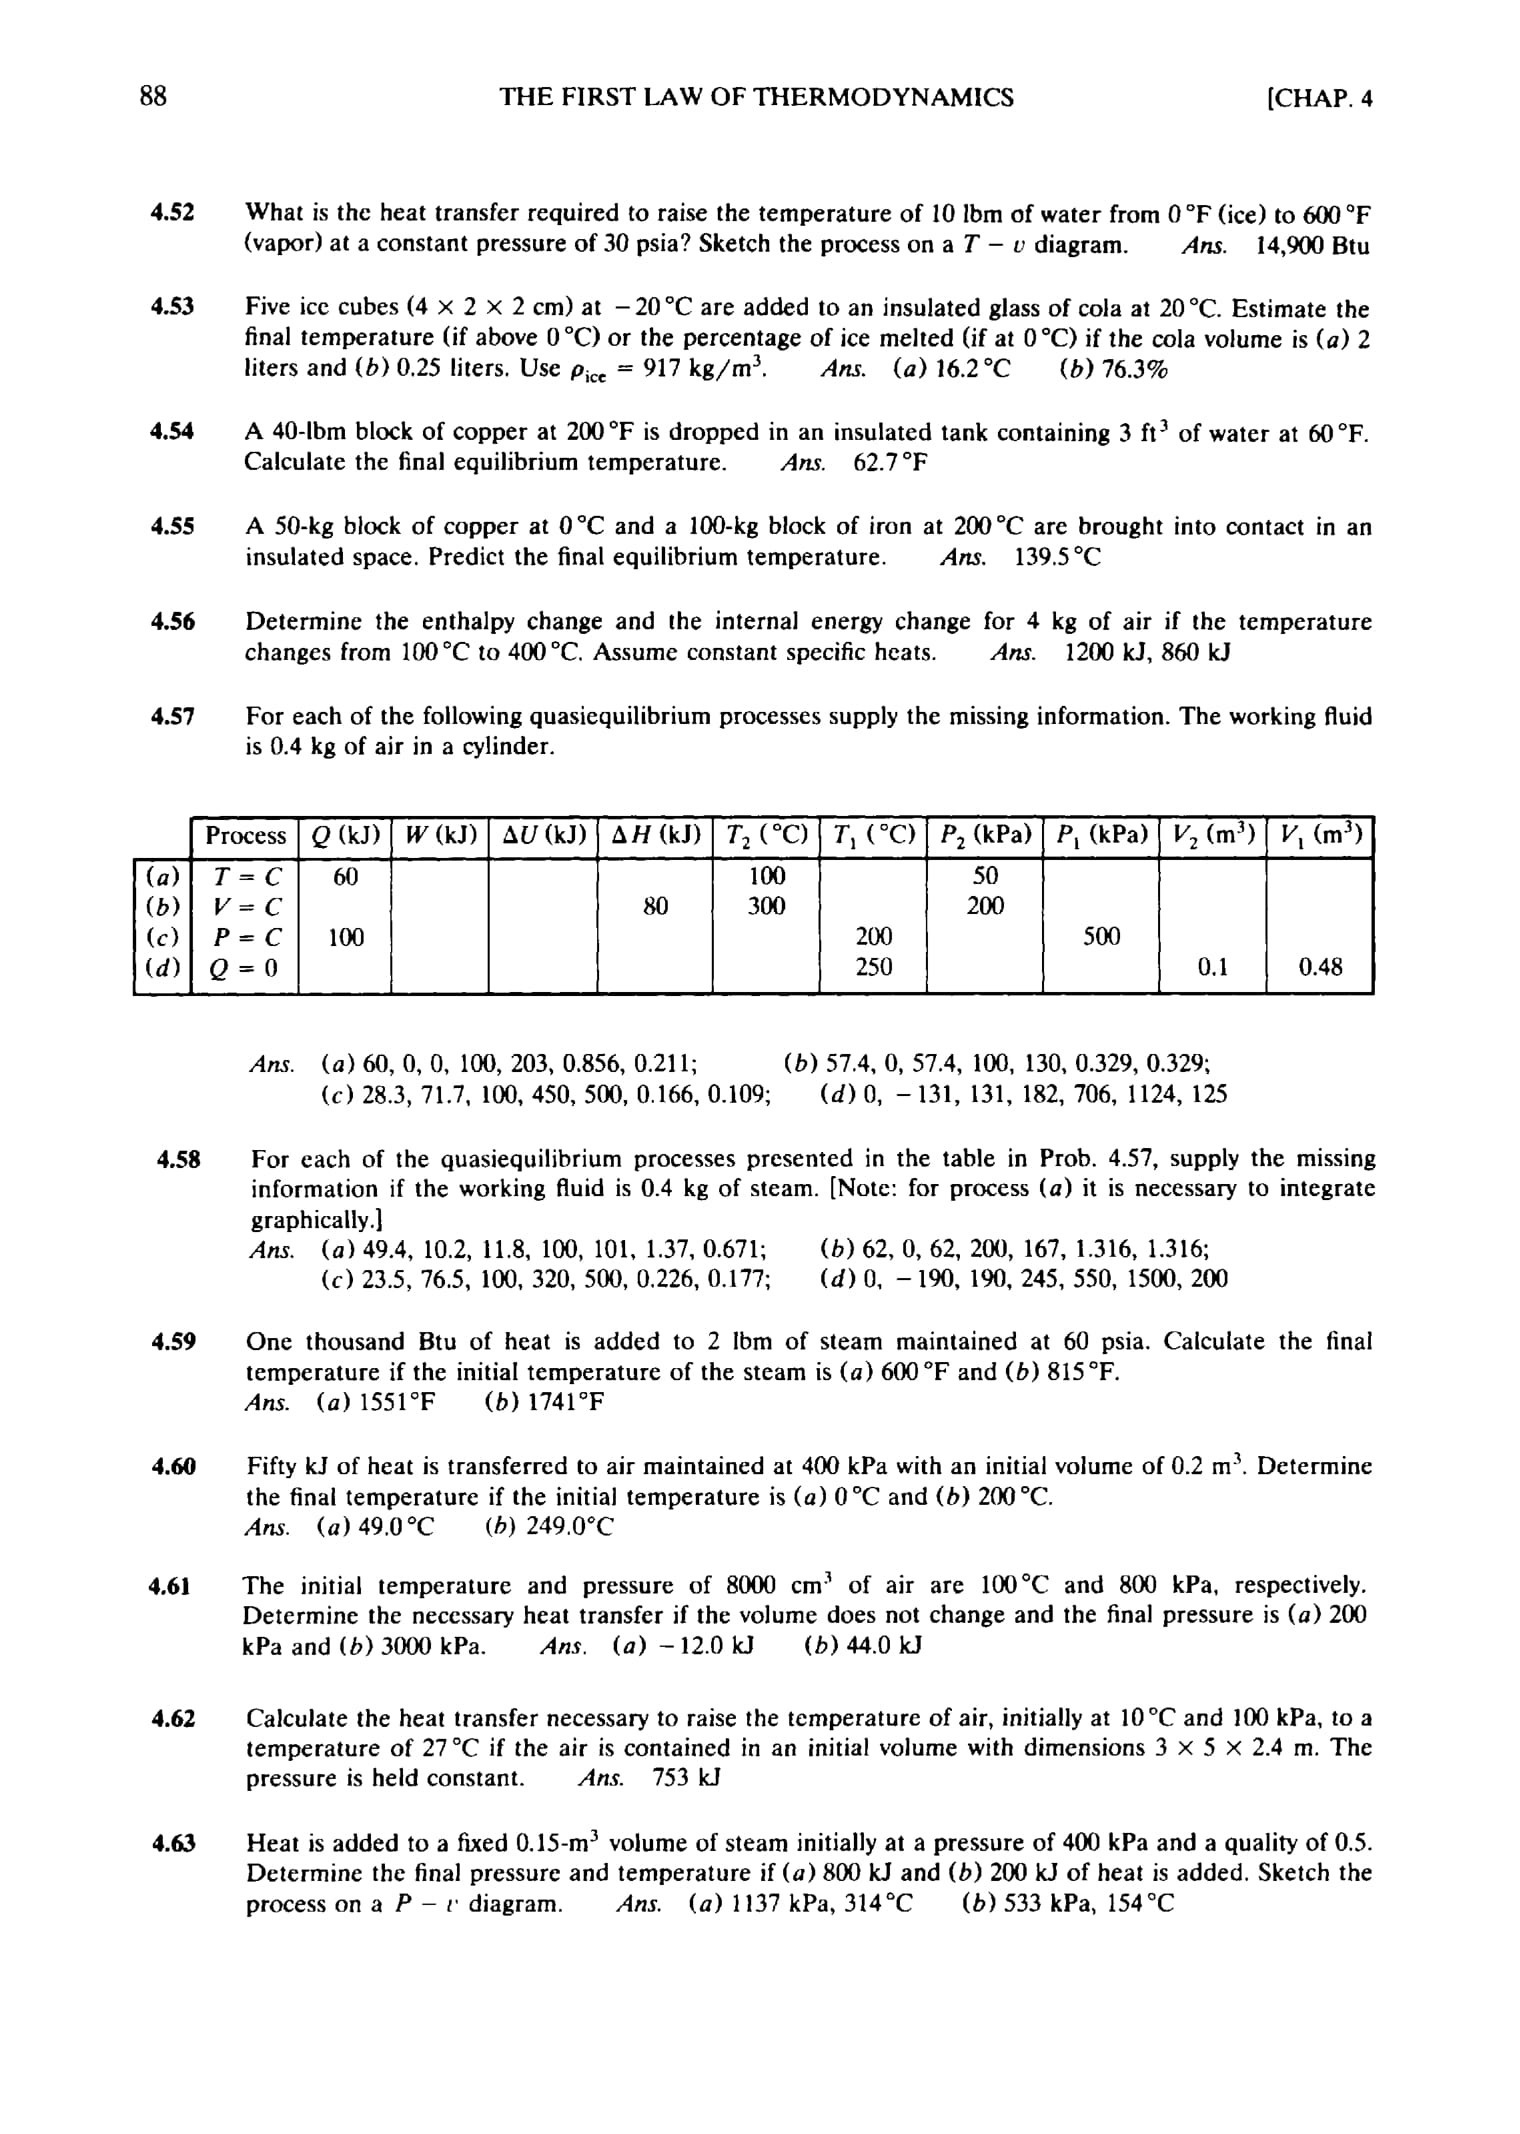 88 THE FIRST LAW OF THERMODYNAMICS [CHAP. 4
4.52 What is the heat transfer required to raise the temperature of 10 lbm of water from 0 °F (ice) to 600 °F
(vapor) at a constant pressure of 30 psia? Sketch the process on a T − v diagram. Ans. 14,900 Btu
4.53 Five ice cubes (4 × 2 × 2 cm) at −20 °C are added to an insulated glass of cola at 20 °C. Estimate the
final temperature (if above 0 °C) or the percentage of ice melted (if at 0 °C) if the cola volume is (a) 2
liters and (b) 0.25 liters. Use ρice = 917 kg/m³. Ans. (a) 16.2 °C (b) 76.3%
4.54 A 40-lbm block of copper at 200 °F is dropped in an insulated tank containing 3 ft³ of water at 60 °F.
Calculate the final equilibrium temperature. Ans. 62.7 °F
4.55 A 50-kg block of copper at 0 °C and a 100-kg block of iron at 200 °C are brought into contact in an
insulated space. Predict the final equilibrium temperature. Ans. 139.5 °C
4.56 Determine the enthalpy change and the internal energy change for 4 kg of air if the temperature
changes from 100 °C to 400 °C. Assume constant specific heats. Ans. 1200 kJ, 860 kJ
4.57 For each of the following quasiequilibrium processes supply the missing information. The working fluid
is 0.4 kg of air in a cylinder.
Process Q (kJ) W (kJ) ΔU (kJ) ΔH (kJ) T₂ (°C) T₁ (°C) P₂ (kPa) P₁ (kPa) V₂ (m³) V₁ (m³)
(a) T = C 60 100 50
(b) V = C 80 300 200
(c) P = C 100 200 500
(d) Q = 0 250 0.1 0.48
Ans. (a) 60, 0, 0, 100, 203, 0.856, 0.211; (b) 57.4, 0, 57.4, 100, 130, 0.329, 0.329;
(c) 28.3, 71.7, 100, 450, 500, 0.166, 0.109; (d) 0, −131, 131, 182, 706, 1124, 125
4.58 For each of the quasiequilibrium processes presented in the table in Prob. 4.57, supply the missing
information if the working fluid is 0.4 kg of steam. [Note: for process (a) it is necessary to integrate
graphically.]
Ans. (a) 49.4, 10.2, 11.8, 100, 101, 1.37, 0.671; (b) 62, 0, 62, 200, 167, 1.316, 1.316;
(c) 23.5, 76.5, 100, 320, 500, 0.226, 0.177; (d) 0, −190, 190, 245, 550, 1500, 200
4.59 One thousand Btu of heat is added to 2 lbm of steam maintained at 60 psia. Calculate the final
temperature if the initial temperature of the steam is (a) 600 °F and (b) 815 °F.
Ans. (a) 1551°F (b) 1741°F
4.60 Fifty kJ of heat is transferred to air maintained at 400 kPa with an initial volume of 0.2 m³. Determine
the final temperature if the initial temperature is (a) 0 °C and (b) 200 °C.
Ans. (a) 49.0 °C (b) 249.0°C
4.61 The initial temperature and pressure of 8000 cm³ of air are 100 °C and 800 kPa, respectively.
Determine the necessary heat transfer if the volume does not change and the final pressure is (a) 200
kPa and (b) 3000 kPa. Ans. (a) −12.0 kJ (b) 44.0 kJ
4.62 Calculate the heat transfer necessary to raise the temperature of air, initially at 10 °C and 100 kPa, to a
temperature of 27 °C if the air is contained in an initial volume with dimensions 3 × 5 × 2.4 m. The
pressure is held constant. Ans. 753 kJ
4.63 Heat is added to a fixed 0.15-m³ volume of steam initially at a pressure of 400 kPa and a quality of 0.5.
Determine the final pressure and temperature if (a) 800 kJ and (b) 200 kJ of heat is added. Sketch the
process on a P − v diagram. Ans. (a) 1137 kPa, 314 °C (b) 533 kPa, 154 °C